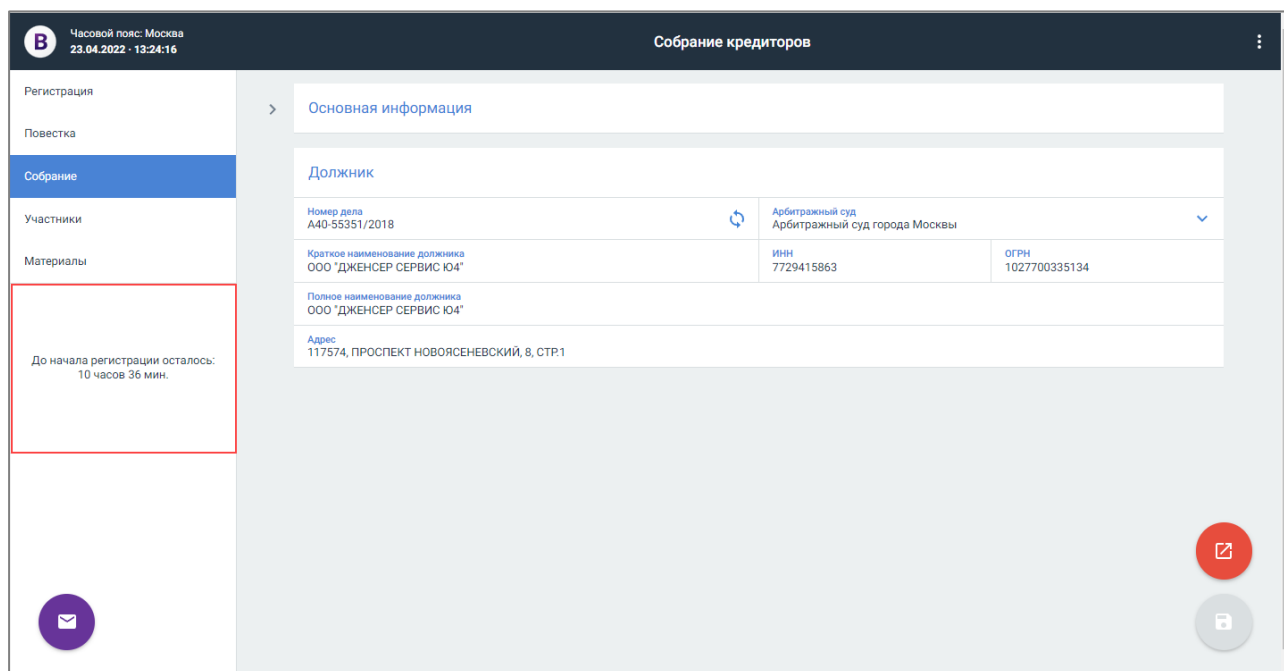 B
Часовой пояс: Москва
23.04.2022 - 13:24:16
Собрание кредиторов
Регистрация
Повестка
Собрание
Участники
Материалы
До начала регистрации осталось:
10 часов 36 мин.
Основная информация
Должник
Номер дела
А40-55351/2018
Арбитражный суд
Арбитражный суд города Москвы
Краткое наименование должника
ООО "ДЖЕНСЕР СЕРВИС Ю4"
ИНН
7729415863
ОГРН
1027700335134
Полное наименование должника
ООО "ДЖЕНСЕР СЕРВИС Ю4"
Адрес
117574, ПРОСПЕКТ НОВОЯСЕНЕВСКИЙ, 8, СТР.1